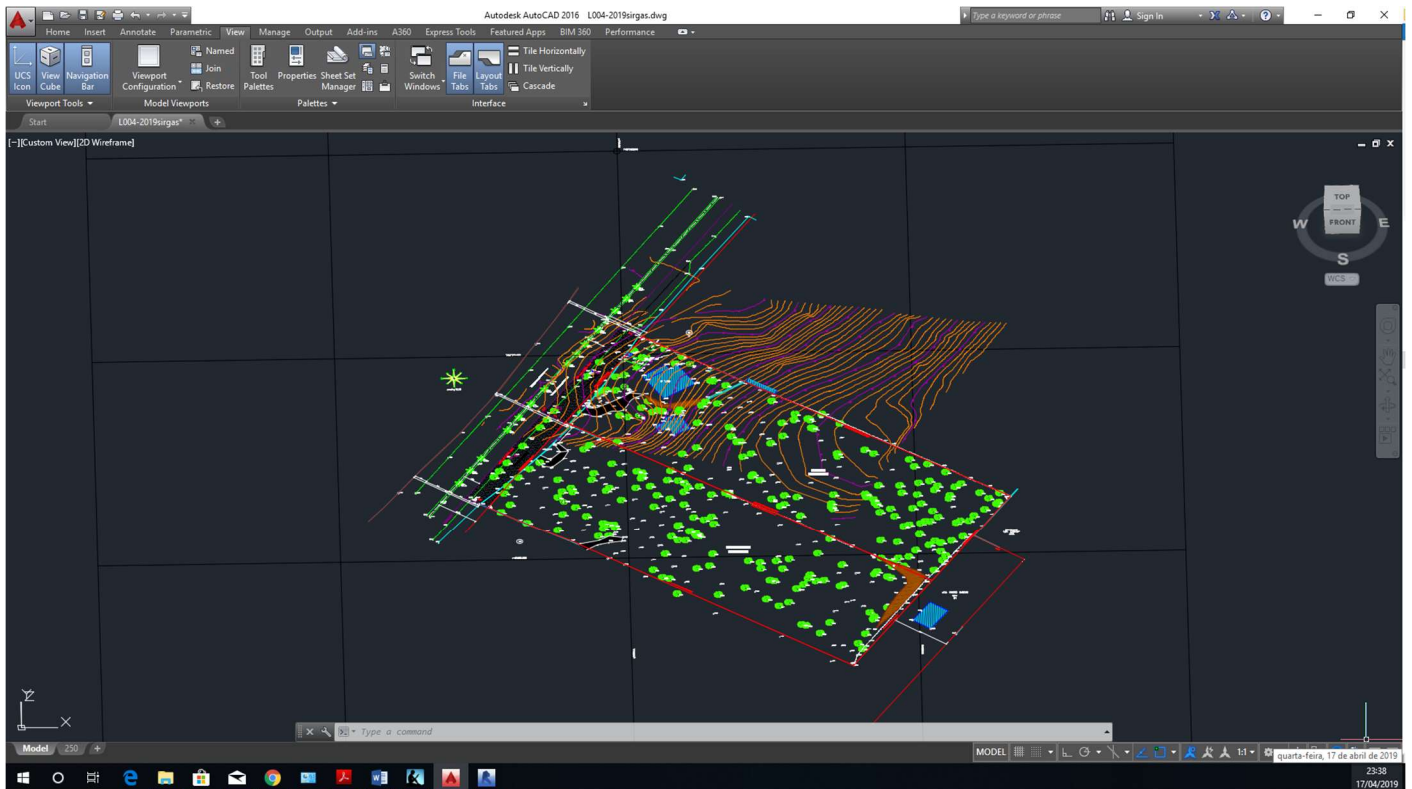 Autodesk AutoCAD 2016 L004-2019sirgas.dwg
Type a keyword or phrase
Sign In
Home Insert Annotate Parametric View Manage Output Add-ins A360 Express Tools Featured Apps BIM 360 Performance
UCS Icon
View Cube
Navigation Bar
Viewport Configuration
Named
Join
Restore
Tool Palettes
Properties
Sheet Set Manager
Switch Windows
File Tabs
Layout Tabs
Tile Horizontally
Tile Vertically
Cascade
Viewport Tools
Model Viewports
Palettes
Interface
Start L004-2019sirgas*
[−][Custom View][2D Wireframe]
TOP
FRONT
W
E
S
WCS
Y
Z
X
Type a command
Model 250
MODEL
1:1
quarta-feira, 17 de abril de 2019
23:38
17/04/2019